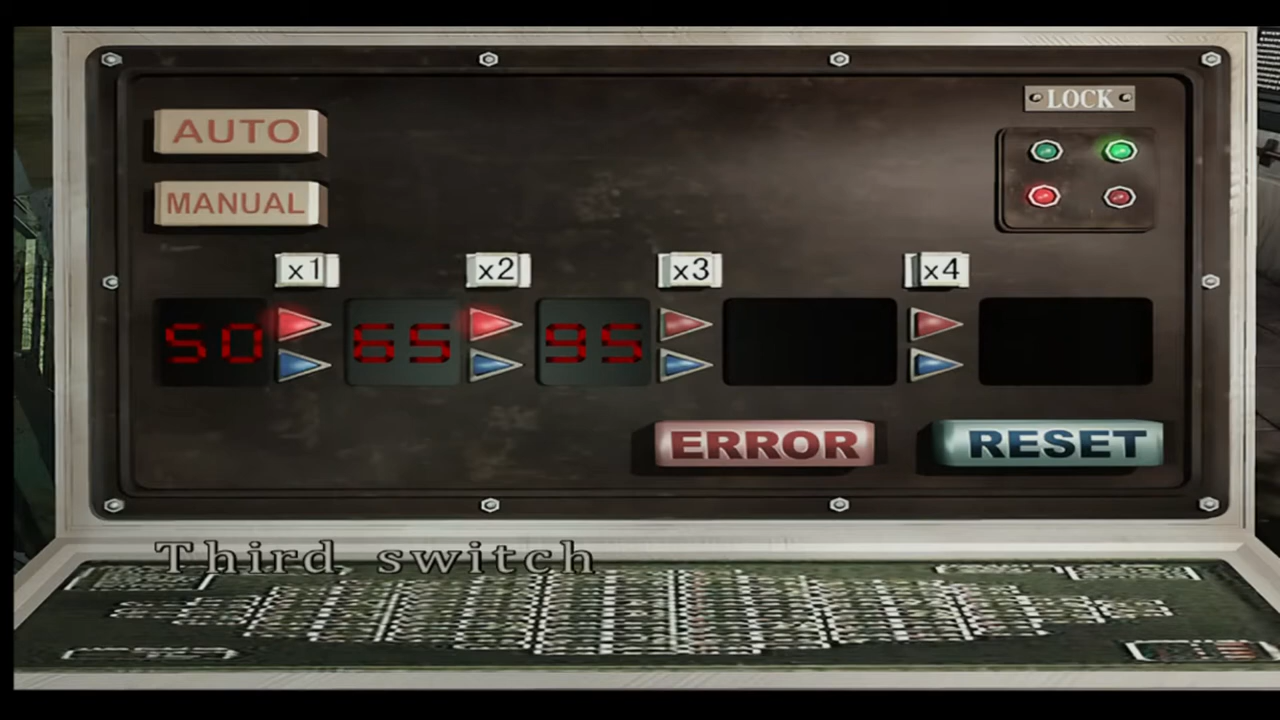 LOCK
AUTO
MANUAL
x1 x2 x3 x4
50 65 95
ERROR RESET
Third switch